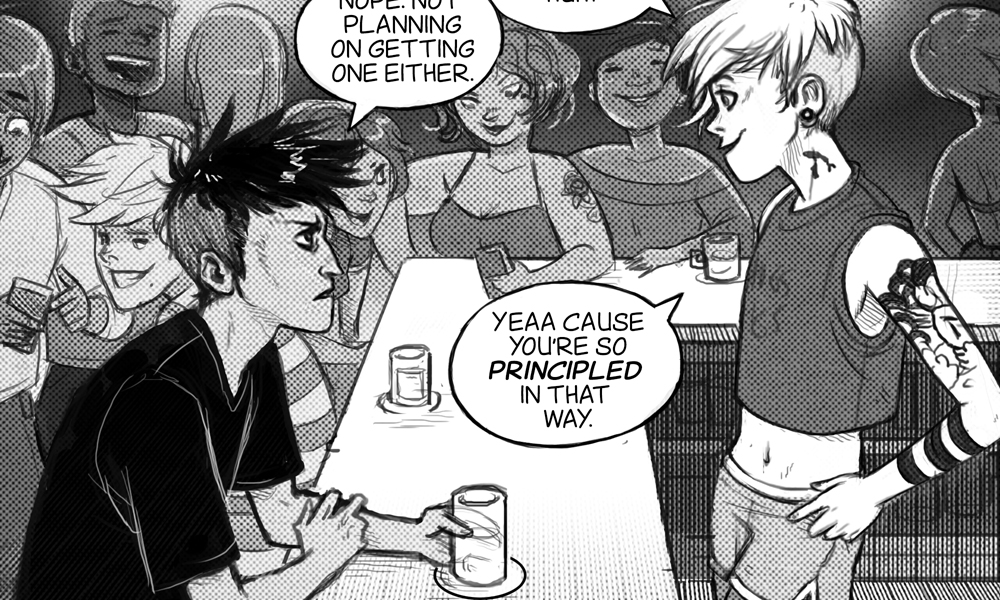 NOPE. NOT
PLANNING
ON GETTING
ONE EITHER.
YEAA CAUSE
YOU'RE SO
PRINCIPLED
IN THAT
WAY.